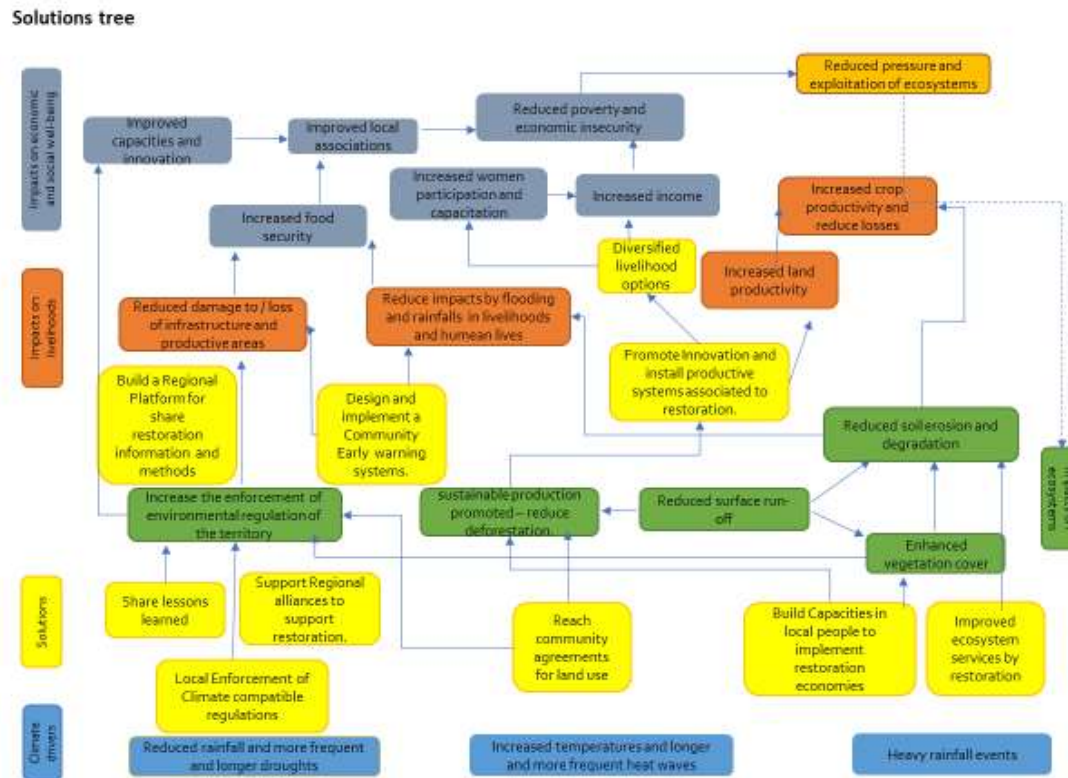 Solutions tree
Impacts on economic
and social well-being
Reduced pressure and
exploitation of ecosystems
Reduced poverty and
economic insecurity
Improved
capacities and
innovation
Improved local
associations
Increased women
participation and
capacitation
Increased income
Increased crop
productivity and
reduce losses
Increased food
security
Diversified
livelihood
options
Increased land
productivity
Impacts on
livelihoods
Reduced damage to / loss
of infrastructure and
productive areas
Reduce impacts by flooding
and rainfalls in livelihoods
and humean lives
Promote Innovation and
install productive
systems associated to
restoration.
Build a Regional
Platform for
share
restoration
information and
methods
Design and
implement a
Community
Early warning
systems.
Reduced soil erosion and
degradation
ecosystems
Increase the enforcement of
environmental regulation of
the territory
sustainable production
promoted – reduce
deforestation.
Reduced surface run-
off
Enhanced
vegetation cover
Solutions
Share lessons
learned
Support Regional
alliances to
support
restoration.
Reach
community
agreements
for land use
Build Capacities in
local people to
implement
restoration
economies
Improved
ecosystem
services by
restoration
Local Enforcement of
Climate compatible
regulations
Climate
drivers
Reduced rainfall and more frequent
and longer droughts
Increased temperatures and longer
and more frequent heat waves
Heavy rainfall events